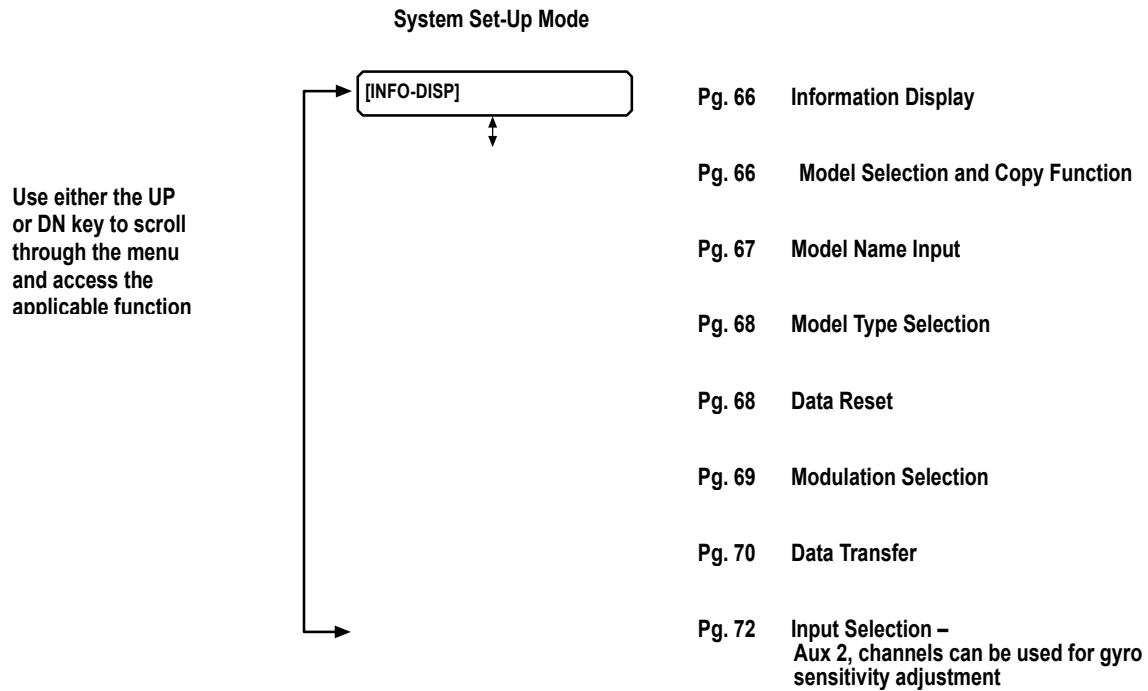 System Set-Up Mode
[INFO-DISP]
Use either the UP
or DN key to scroll
through the menu
and access the
applicable function
Pg. 66 Information Display
Pg. 66 Model Selection and Copy Function
Pg. 67 Model Name Input
Pg. 68 Model Type Selection
Pg. 68 Data Reset
Pg. 69 Modulation Selection
Pg. 70 Data Transfer
Pg. 72 Input Selection –
Aux 2, channels can be used for gyro
sensitivity adjustment